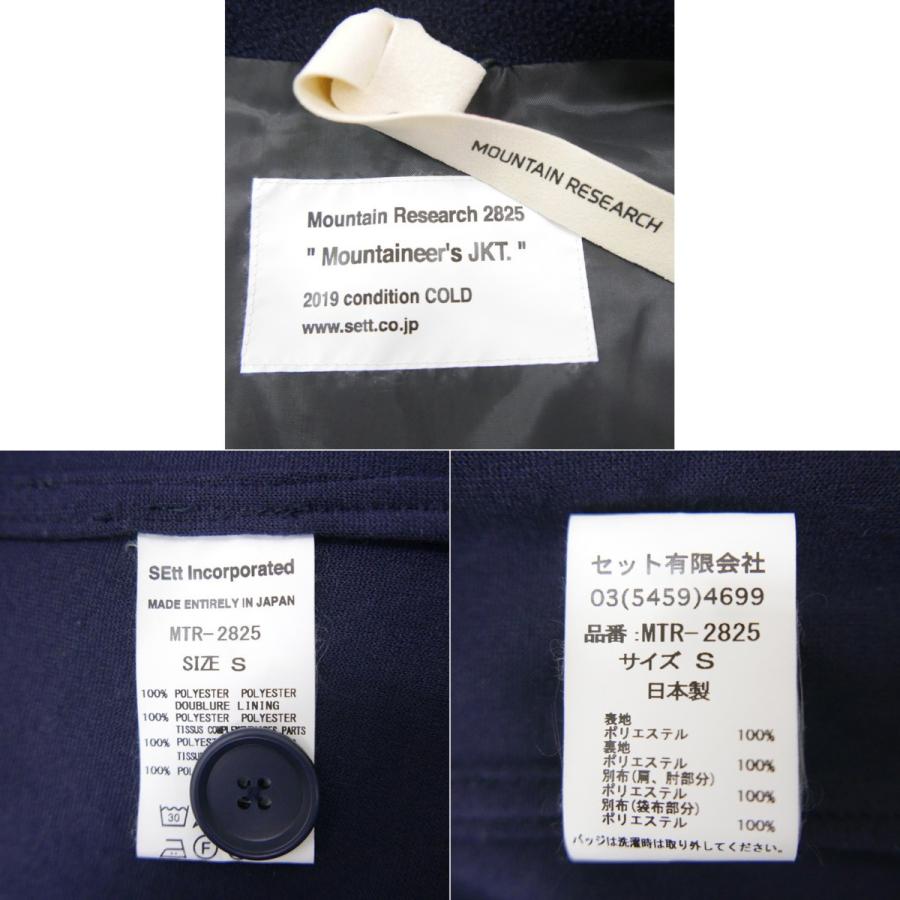 MOUNTAIN RESEARCH
Mountain Research 2825
" Mountaineer's JKT. "
2019 condition COLD
www.sett.co.jp
SEtt Incorporated
MADE ENTIRELY IN JAPAN
MTR-2825
SIZE S
100% POLYESTER POLYESTER
DOUBLURE LINING
100% POLYESTER POLYESTER
TISSUS PARTS
100% POLYESTER
TISSUS
100%
30
F
セット有限会社
03(5459)4699
品番:MTR-2825
サイズ S
日本製
表地
ポリエステル 100%
裏地
ポリエステル 100%
別布(肩、肘部分)
ポリエステル 100%
別布(袋布部分)
ポリエステル 100%
バッジは洗濯時は取り外してください。